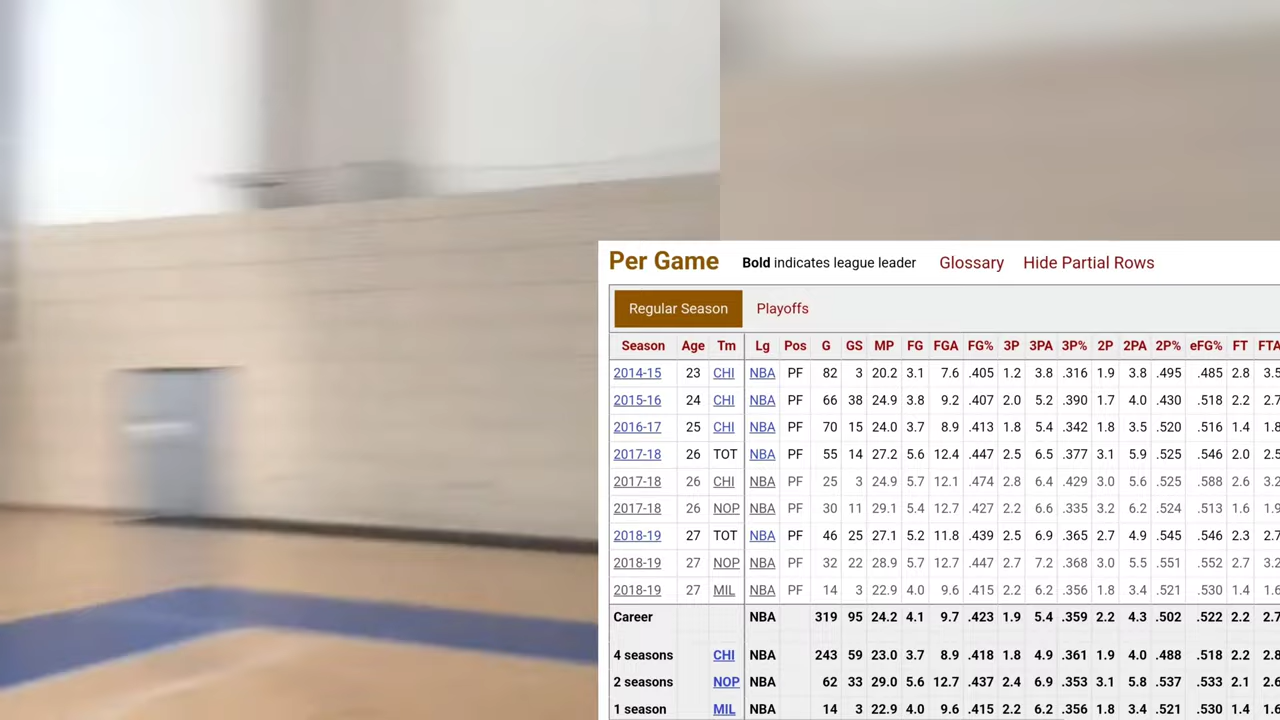 Per Game Bold indicates league leader Glossary Hide Partial Rows
Regular Season Playoffs
Season Age Tm Lg Pos G GS MP FG FGA FG% 3P 3PA 3P% 2P 2PA 2P% eFG% FT FTA
2014-15 23 CHI NBA PF 82 3 20.2 3.1 7.6 .405 1.2 3.8 .316 1.9 3.8 .495 .485 2.8 3.5
2015-16 24 CHI NBA PF 66 38 24.9 3.8 9.2 .407 2.0 5.2 .390 1.7 4.0 .430 .518 2.2 2.7
2016-17 25 CHI NBA PF 70 15 24.0 3.7 8.9 .413 1.8 5.4 .342 1.8 3.5 .520 .516 1.4 1.8
2017-18 26 TOT NBA PF 55 14 27.2 5.6 12.4 .447 2.5 6.5 .377 3.1 5.9 .525 .546 2.0 2.5
2017-18 26 CHI NBA PF 25 3 24.9 5.7 12.1 .474 2.8 6.4 .429 3.0 5.6 .525 .588 2.6 3.2
2017-18 26 NOP NBA PF 30 11 29.1 5.4 12.7 .427 2.2 6.6 .335 3.2 6.2 .524 .513 1.6 1.9
2018-19 27 TOT NBA PF 46 25 27.1 5.2 11.8 .439 2.5 6.9 .365 2.7 4.9 .545 .546 2.3 2.7
2018-19 27 NOP NBA PF 32 22 28.9 5.7 12.7 .447 2.7 7.2 .368 3.0 5.5 .551 .552 2.7 3.2
2018-19 27 MIL NBA PF 14 3 22.9 4.0 9.6 .415 2.2 6.2 .356 1.8 3.4 .521 .530 1.4 1.6
Career NBA 319 95 24.2 4.1 9.7 .423 1.9 5.4 .359 2.2 4.3 .502 .522 2.2 2.7
4 seasons CHI NBA 243 59 23.0 3.7 8.9 .418 1.8 4.9 .361 1.9 4.0 .488 .518 2.2 2.8
2 seasons NOP NBA 62 33 29.0 5.6 12.7 .437 2.4 6.9 .353 3.1 5.8 .537 .533 2.1 2.6
1 season MIL NBA 14 3 22.9 4.0 9.6 .415 2.2 6.2 .356 1.8 3.4 .521 .530 1.4 1.6